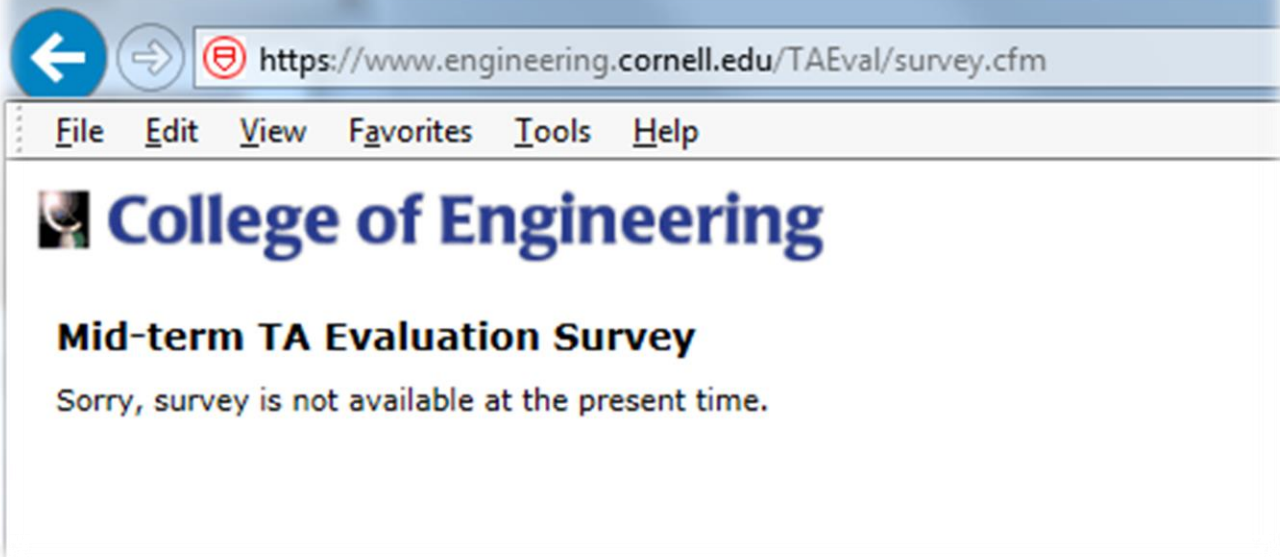 https://www.engineering.cornell.edu/TAEval/survey.cfm
File Edit View Favorites Tools Help
College of Engineering
Mid-term TA Evaluation Survey
Sorry, survey is not available at the present time.